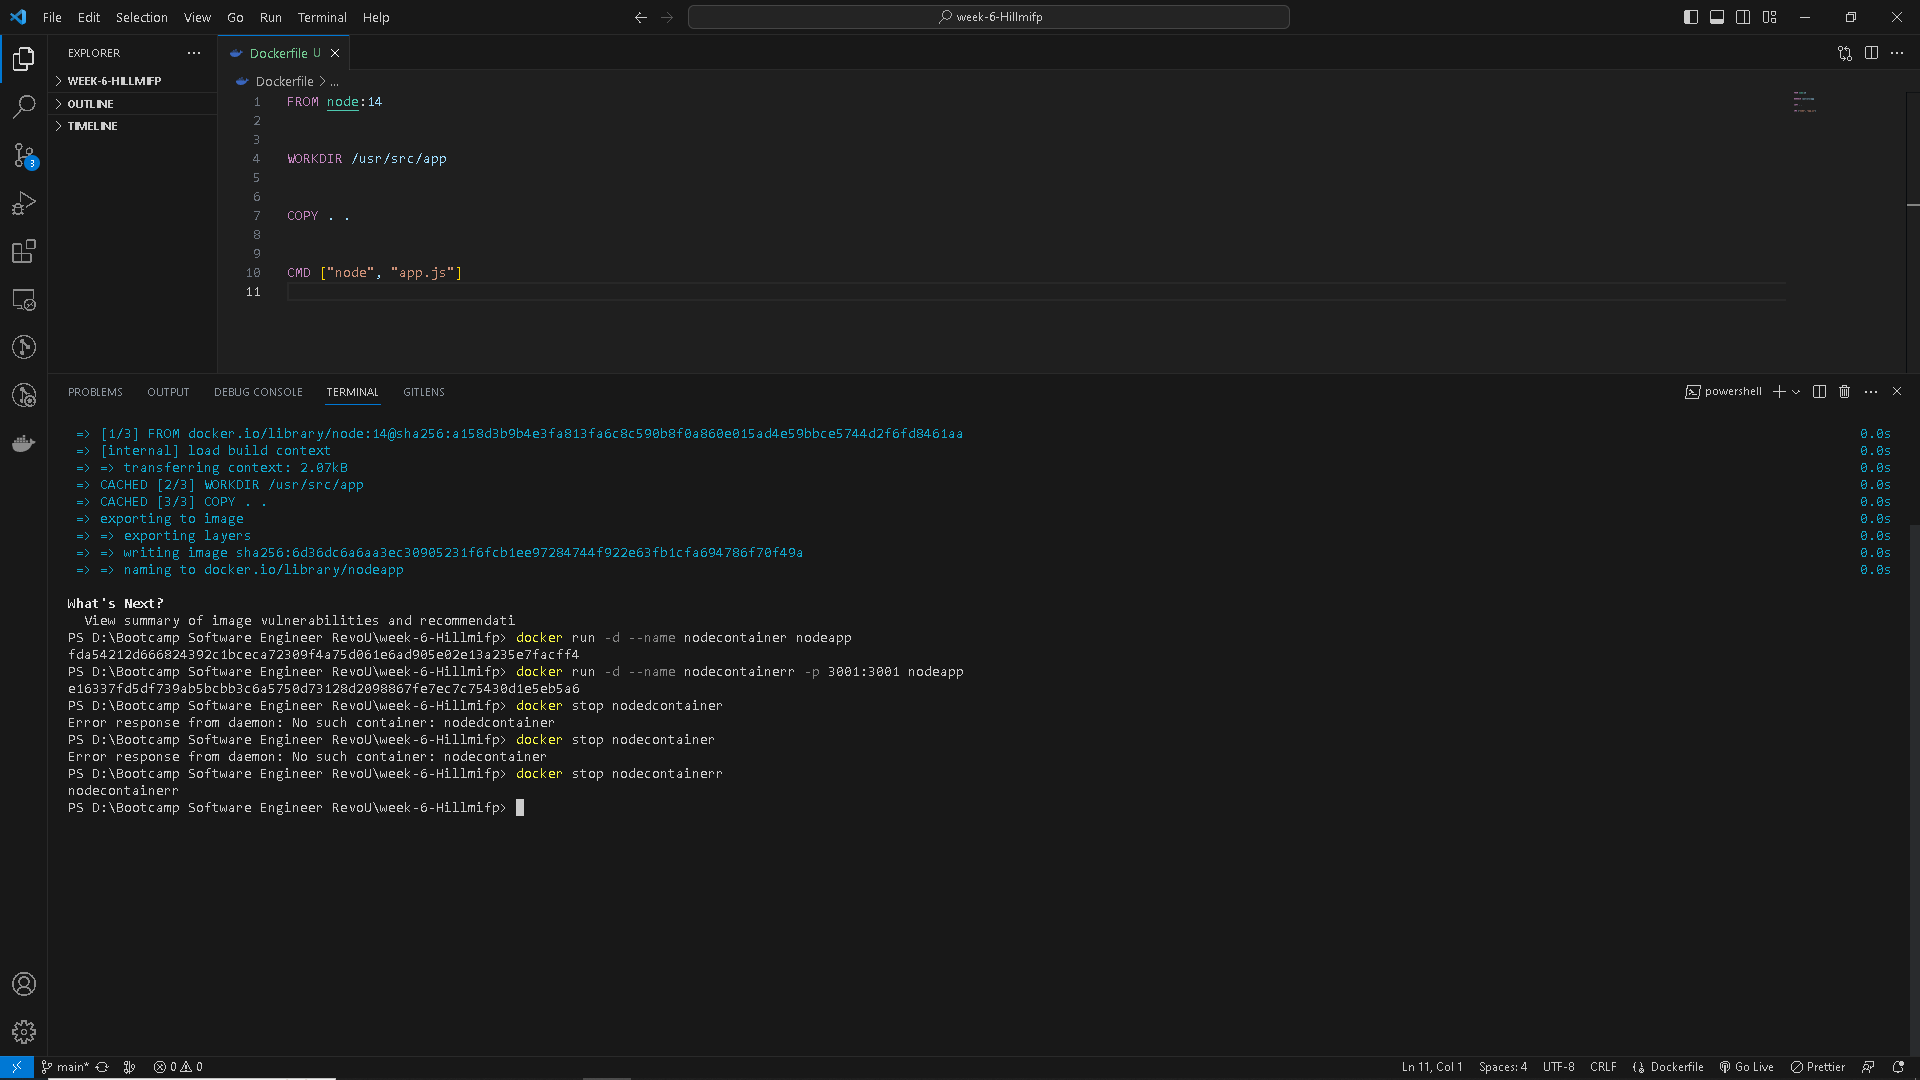 File Edit Selection View Go Run Terminal Help
week-6-Hillmifp
EXPLORER
WEEK-6-HILLMIFP
OUTLINE
TIMELINE
3
Dockerfile U
Dockerfile > ...
1 FROM node:14
2
3
4 WORKDIR /usr/src/app
5
6
7 COPY . .
8
9
10 CMD ["node", "app.js"]
11
PROBLEMS OUTPUT DEBUG CONSOLE TERMINAL GITLENS
powershell
=> [1/3] FROM docker.io/library/node:14@sha256:a158d3b9b4e3fa813fa6c8c590b8f0a860e015ad4e59bbce5744d2f6fd8461aa 0.0s
=> [internal] load build context 0.0s
=> => transferring context: 2.07kB 0.0s
=> CACHED [2/3] WORKDIR /usr/src/app 0.0s
=> CACHED [3/3] COPY . . 0.0s
=> exporting to image 0.0s
=> => exporting layers 0.0s
=> => writing image sha256:6d36dc6a6aa3ec30905231f6fcb1ee97284744f922e63fb1cfa694786f70f49a 0.0s
=> => naming to docker.io/library/nodeapp 0.0s
What's Next?
View summary of image vulnerabilities and recommendati
PS D:\Bootcamp Software Engineer RevoU\week-6-Hillmifp> docker run -d --name nodecontainer nodeapp
fda54212d666824392c1bceca72309f4a75d061e6ad905e02e13a235e7facff4
PS D:\Bootcamp Software Engineer RevoU\week-6-Hillmifp> docker run -d --name nodecontainerr -p 3001:3001 nodeapp
e16337fd5df739ab5bcbb3c6a5750d73128d2098867fe7ec7c75430d1e5eb5a6
PS D:\Bootcamp Software Engineer RevoU\week-6-Hillmifp> docker stop nodedcontainer
Error response from daemon: No such container: nodedcontainer
PS D:\Bootcamp Software Engineer RevoU\week-6-Hillmifp> docker stop nodecontainer
Error response from daemon: No such container: nodecontainer
PS D:\Bootcamp Software Engineer RevoU\week-6-Hillmifp> docker stop nodecontainerr
nodecontainerr
PS D:\Bootcamp Software Engineer RevoU\week-6-Hillmifp>
main* 0 0 Ln 11, Col 1 Spaces: 4 UTF-8 CRLF Dockerfile Go Live Prettier